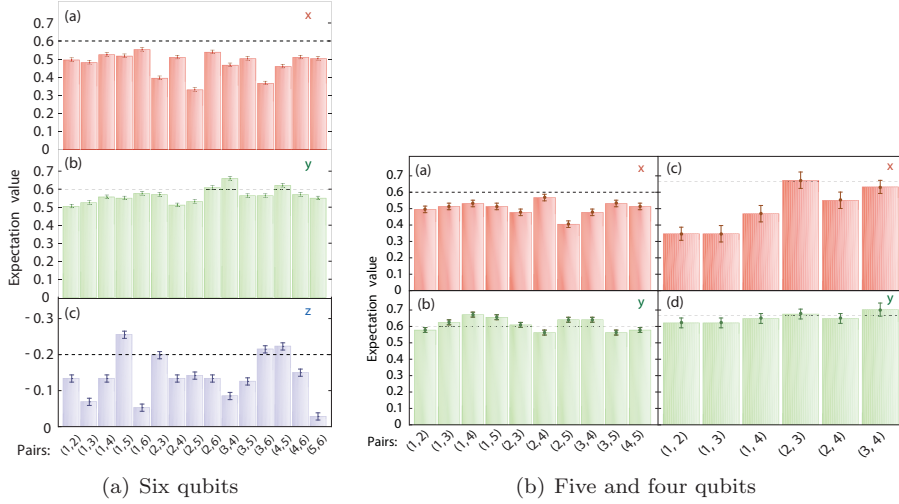 (a) x
0.7
0.6
0.5
0.4
0.3
0.2
0.1
0
(b) y
0.7
0.6
0.5
0.4
0.3
0.2
0.1
0
(c) z
-0.3
-0.2
-0.1
0
Expectation value
Pairs: (1, 2) (1, 3) (1, 4) (1, 5) (1, 6) (2, 3) (2, 4) (2, 5) (2, 6) (3, 4) (3, 5) (3, 6) (4, 5) (4, 6) (5, 6)
(a) Six qubits
(a) x
0.7
0.6
0.5
0.4
0.3
0.2
0.1
0
(c) x
(b) y
0.7
0.6
0.5
0.4
0.3
0.2
0.1
0
(d) y
Expectation value
Pairs: (1, 2) (1, 3) (1, 4) (1, 5) (2, 3) (2, 4) (2, 5) (3, 4) (3, 5) (4, 5) (1, 2) (1, 3) (1, 4) (2, 3) (2, 4) (3, 4)
(b) Five and four qubits